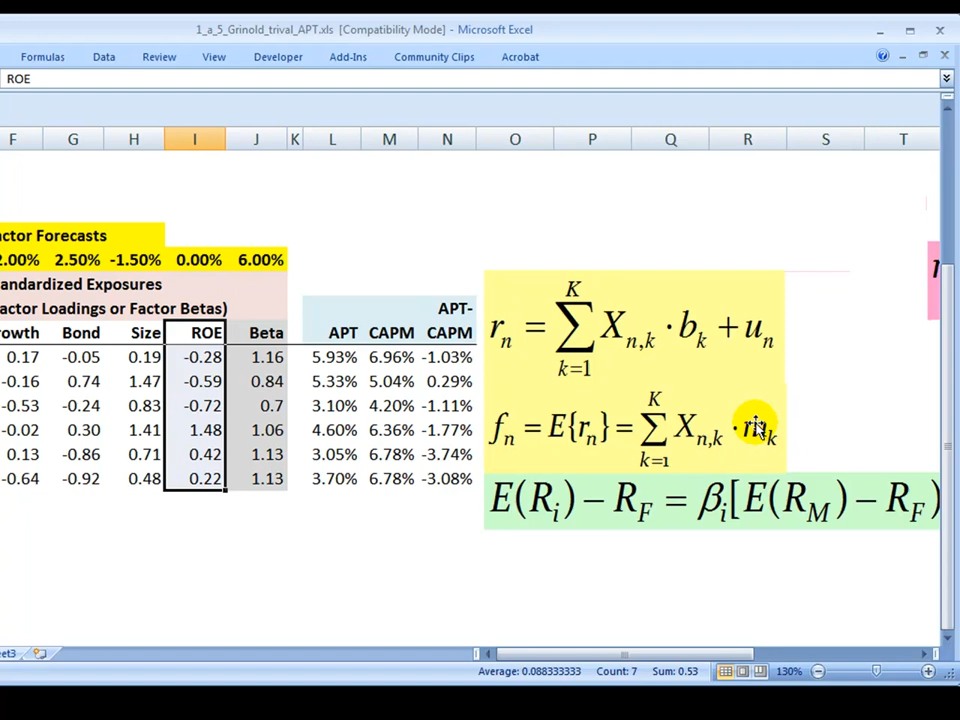 1_a_5_Grinold_trival_APT.xls [Compatibility Mode] - Microsoft Excel
Formulas Data Review View Developer Add-Ins Community Clips Acrobat
ROE
F G H I J K L M N O P Q R S T
actor Forecasts
2.00% 2.50% -1.50% 0.00% 6.00%
andardized Exposures
actor Loadings or Factor Betas)
APT-
rowth Bond Size ROE Beta APT CAPM CAPM
0.17 -0.05 0.19 -0.28 1.16 5.93% 6.96% -1.03%
-0.16 0.74 1.47 -0.59 0.84 5.33% 5.04% 0.29%
-0.53 -0.24 0.83 -0.72 0.7 3.10% 4.20% -1.11%
-0.02 0.30 1.41 1.48 1.06 4.60% 6.36% -1.77%
0.13 -0.86 0.71 0.42 1.13 3.05% 6.78% -3.74%
-0.64 -0.92 0.48 0.22 1.13 3.70% 6.78% -3.08%
r_n = \sum_{k=1}^{K} X_{n,k} · b_k + u_n
f_n = E{r_n} = \sum_{k=1}^{K} X_{n,k} · m_k
E(R_i) − R_F = β_i[E(R_M) − R_F)
eet3
Average: 0.088333333 Count: 7 Sum: 0.53 130%